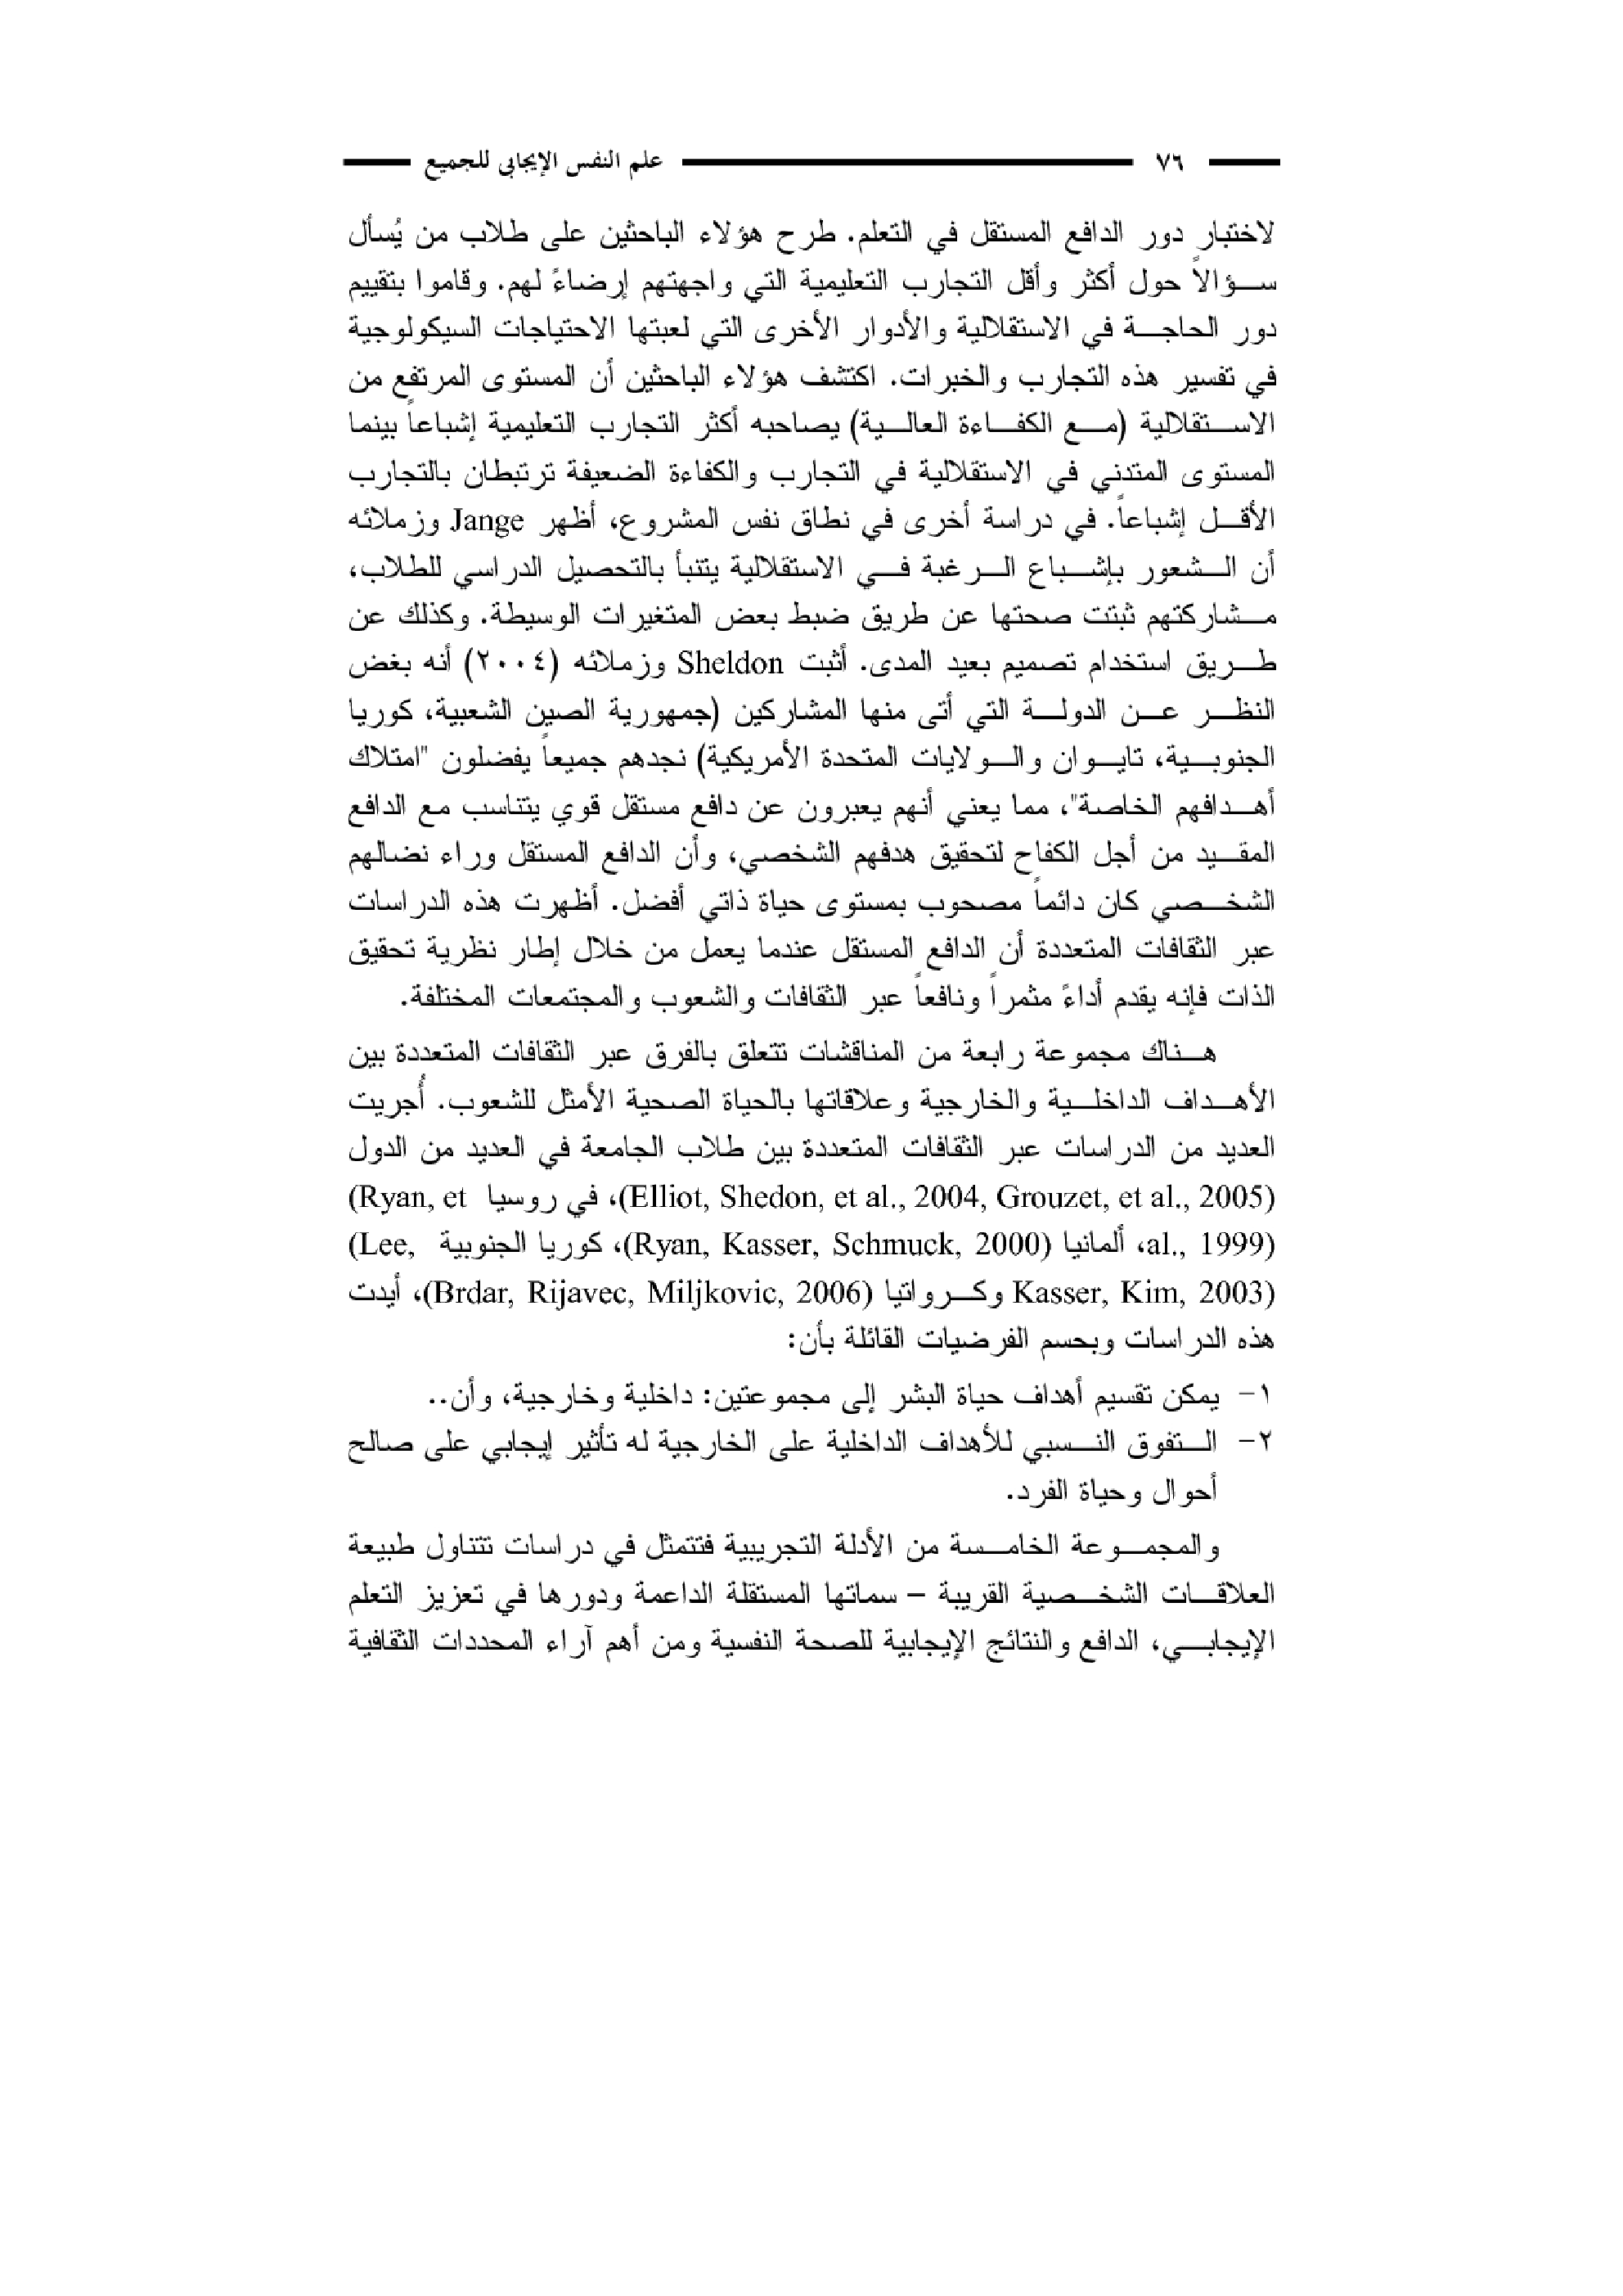 ٧٦ علم النفس الإيجابي للجميع
لاختبار دور الدافع المستقل في التعلم. طرح هؤلاء الباحثين على طلاب من يُسأل
سؤالاً حول أكثر وأقل التجارب التعليمية التي واجهتهم إرضاءً لهم. وقاموا بتقييم
دور الحاجة في الاستقلالية والأدوار الأخرى التي لعبتها الاحتياجات السيكولوجية
في تفسير هذه التجارب والخبرات. اكتشف هؤلاء الباحثين أن المستوى المرتفع من
الاستقلالية (مع الكفاءة العالية) يصاحبه أكثر التجارب التعليمية إشباعاً بينما
المستوى المتدني في الاستقلالية في التجارب والكفاءة الضعيفة ترتبطان بالتجارب
الأقل إشباعاً. في دراسة أخرى في نطاق نفس المشروع، أظهر Jange وزملائه
أن الشعور بإشباع الرغبة في الاستقلالية يتنبأ بالتحصيل الدراسي للطلاب،
مشاركتهم ثبتت صحتها عن طريق ضبط بعض المتغيرات الوسيطة. وكذلك عن
طريق استخدام تصميم بعيد المدى. أثبت Sheldon وزملائه (٢٠٠٤) أنه بغض
النظر عن الدولة التي أتى منها المشاركين (جمهورية الصين الشعبية، كوريا
الجنوبية، تايوان والولايات المتحدة الأمريكية) نجدهم جميعاً يفضلون "امتلاك
أهدافهم الخاصة"، مما يعني أنهم يعبرون عن دافع مستقل قوي يتناسب مع الدافع
المقيد من أجل الكفاح لتحقيق هدفهم الشخصي، وأن الدافع المستقل وراء نضالهم
الشخصي كان دائماً مصحوب بمستوى حياة ذاتي أفضل. أظهرت هذه الدراسات
عبر الثقافات المتعددة أن الدافع المستقل عندما يعمل من خلال إطار نظرية تحقيق
الذات فإنه يقدم أداءً مثمراً ونافعاً عبر الثقافات والشعوب والمجتمعات المختلفة.
هناك مجموعة رابعة من المناقشات تتعلق بالفرق عبر الثقافات المتعددة بين
الأهداف الداخلية والخارجية وعلاقاتها بالحياة الصحية الأمثل للشعوب. أُجريت
العديد من الدراسات عبر الثقافات المتعددة بين طلاب الجامعة في العديد من الدول
(Elliot, Shedon, et al., 2004, Grouzet, et al., 2005)، في روسيا (Ryan, et
al., 1999)، ألمانيا (Ryan, Kasser, Schmuck, 2000)، كوريا الجنوبية (Lee,
Kasser, Kim, 2003) وكرواتيا (Brdar, Rijavec, Miljkovic, 2006)، أيدت
هذه الدراسات وبحسم الفرضيات القائلة بأن:
١- يمكن تقسيم أهداف حياة البشر إلى مجموعتين: داخلية وخارجية، وأن..
٢- التفوق النسبي للأهداف الداخلية على الخارجية له تأثير إيجابي على صالح
أحوال وحياة الفرد.
والمجموعة الخامسة من الأدلة التجريبية فتتمثل في دراسات تتناول طبيعة
العلاقات الشخصية القريبة – سماتها المستقلة الداعمة ودورها في تعزيز التعلم
الإيجابي، الدافع والنتائج الإيجابية للصحة النفسية ومن أهم آراء المحددات الثقافية